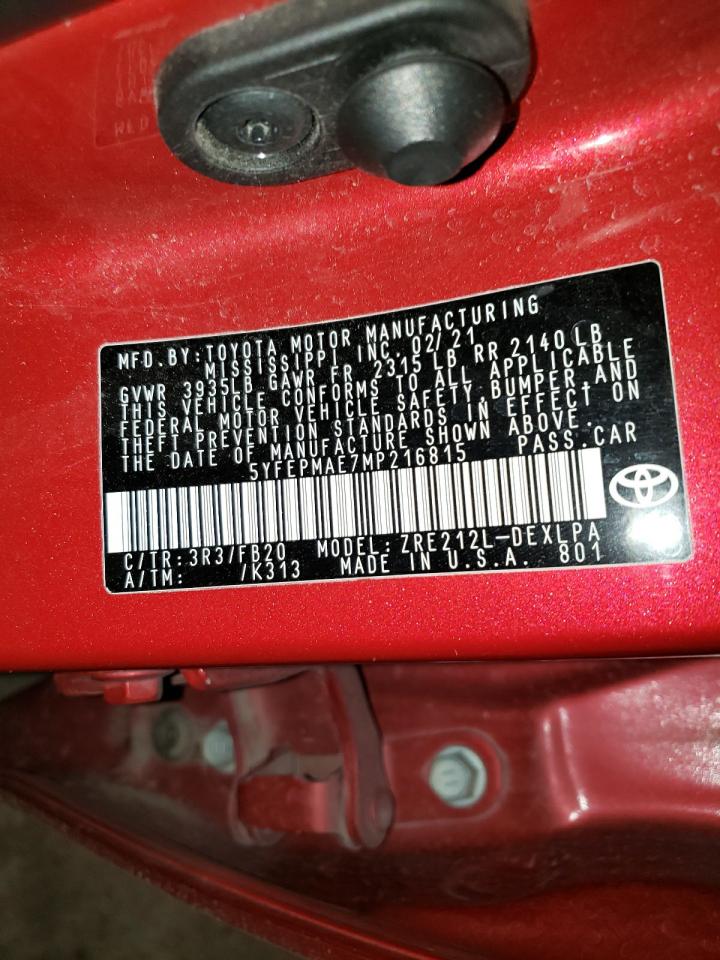 MFD.BY:TOYOTA MOTOR MANUFACTURING
MISSISSIPPI INC. 02/21
GVWR 3935LB GAWR FR 2315 LB RR 2140 LB
THIS VEHICLE CONFORMS TO ALL APPLICABLE
FEDERAL MOTOR VEHICLE SAFETY,BUMPER,AND
THEFT PREVENTION STANDARDS IN EFFECT ON
THE DATE OF MANUFACTURE SHOWN ABOVE.
5YFEPMAE7MP216815 PASS.CAR
C/TR:3R3/FB20 MODEL:ZRE212L-DEXLPA
A/TM: /K313 MADE IN U.S.A. 801